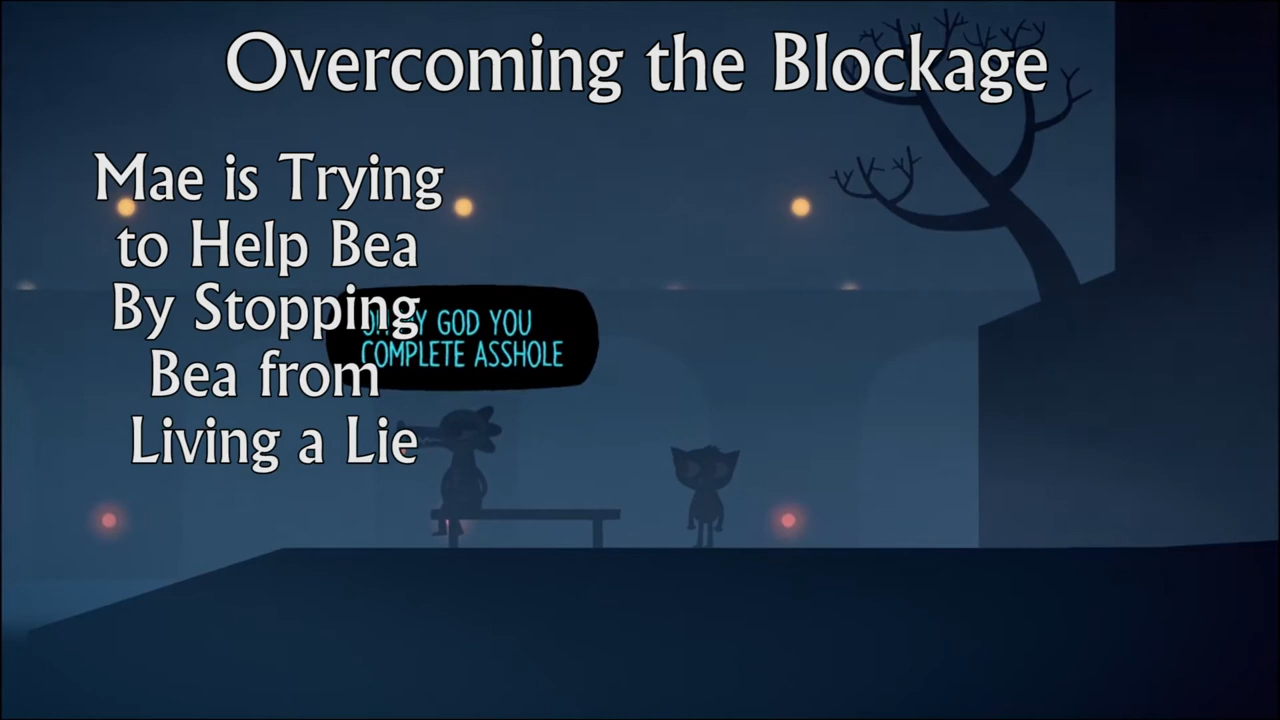 Overcoming the Blockage
Mae is Trying
to Help Bea
By Stopping
Bea from
Living a Lie
GOD YOU
COMPLETE ASSHOLE